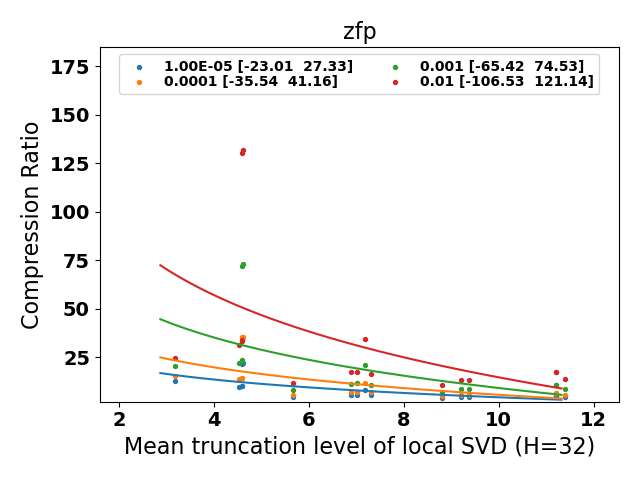 zfp
1.00E-05 [-23.01  27.33]
0.0001 [-35.54  41.16]
0.001 [-65.42  74.53]
0.01 [-106.53  121.14]
Compression Ratio
175
150
125
100
75
50
25
2 4 6 8 10 12
Mean truncation level of local SVD (H=32)